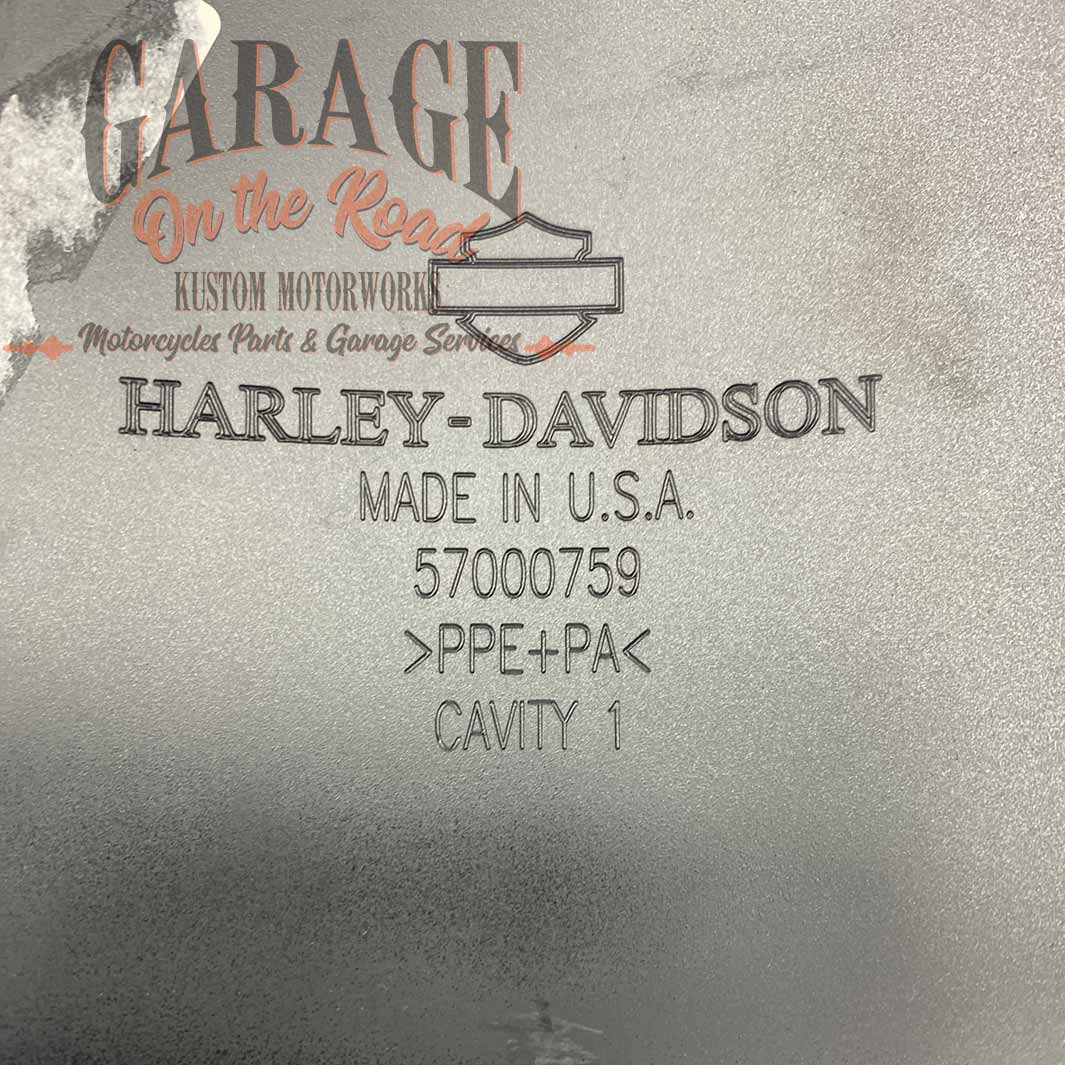 GARAGE
On the Road
KUSTOM MOTORWORKS
Motorcycles Parts & Garage Services
HARLEY-DAVIDSON
MADE IN U.S.A.
57000759
>PPE+PA<
CAVITY 1